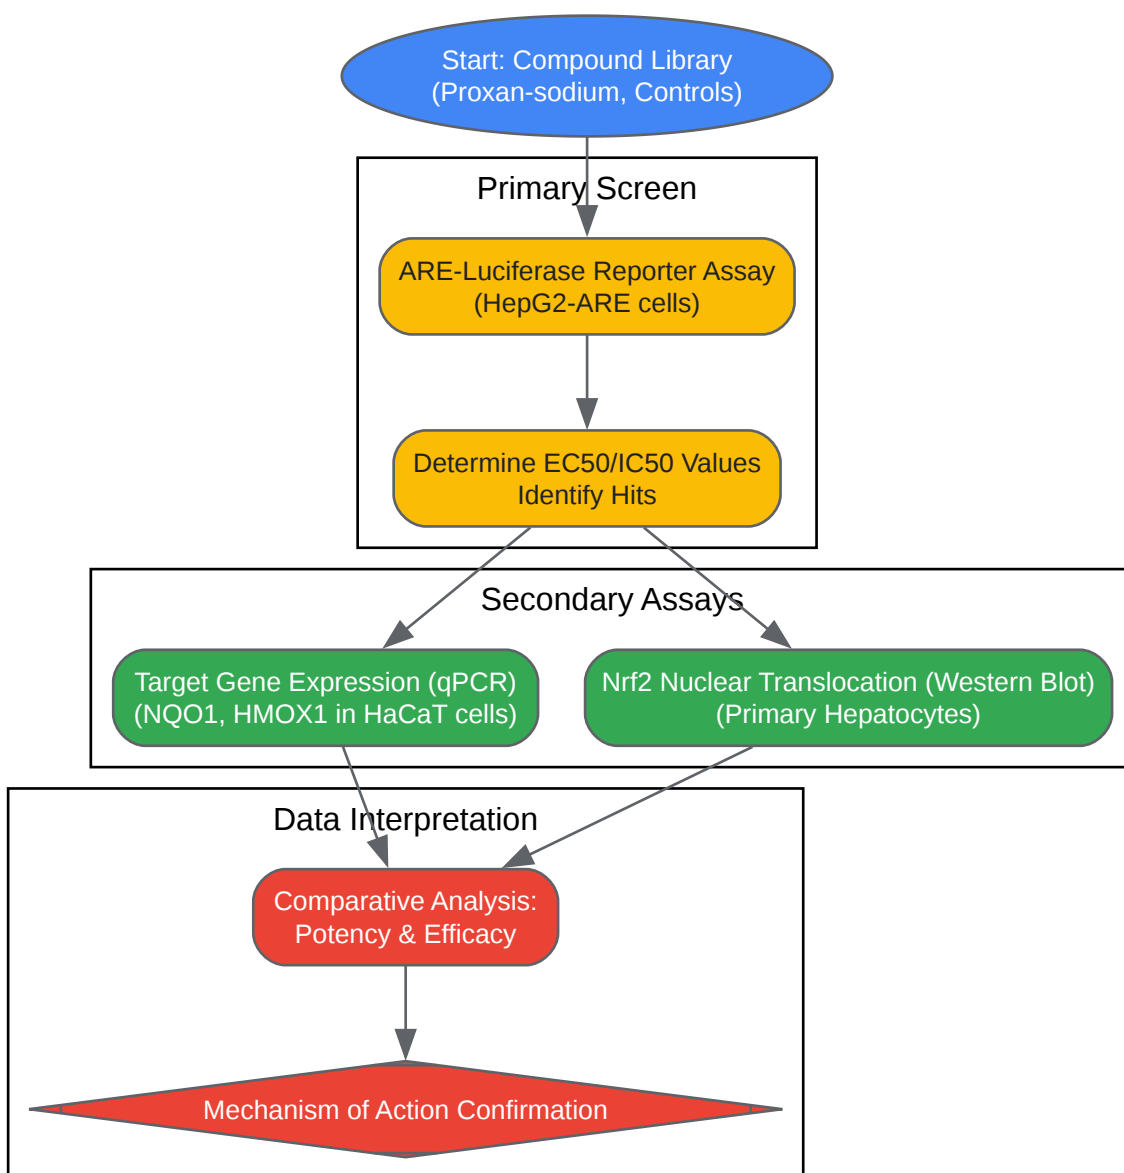 Start: Compound Library
(Proxan-sodium, Controls)
Primary Screen
ARE-Luciferase Reporter Assay
(HepG2-ARE cells)
Determine EC50/IC50 Values
Identify Hits
Secondary Assays
Target Gene Expression (qPCR)
(NQO1, HMOX1 in HaCaT cells)
Nrf2 Nuclear Translocation (Western Blot)
(Primary Hepatocytes)
Data Interpretation
Comparative Analysis:
Potency & Efficacy
Mechanism of Action Confirmation